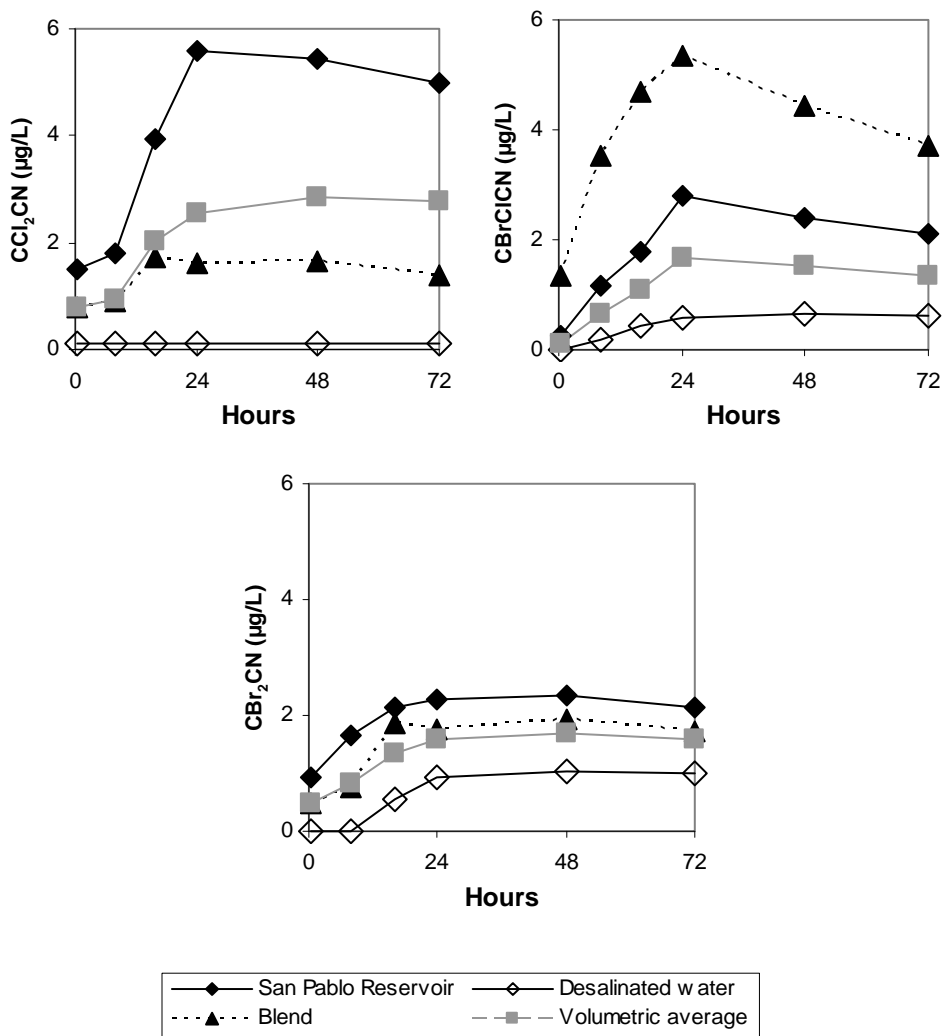 CCl₂CN (µg/L)
6
4
2
0
0 24 48 72
Hours
CBrClCN (µg/L)
6
4
2
0
0 24 48 72
Hours
CBr₂CN (µg/L)
6
4
2
0
0 24 48 72
Hours
San Pablo Reservoir Desalinated water
Blend Volumetric average